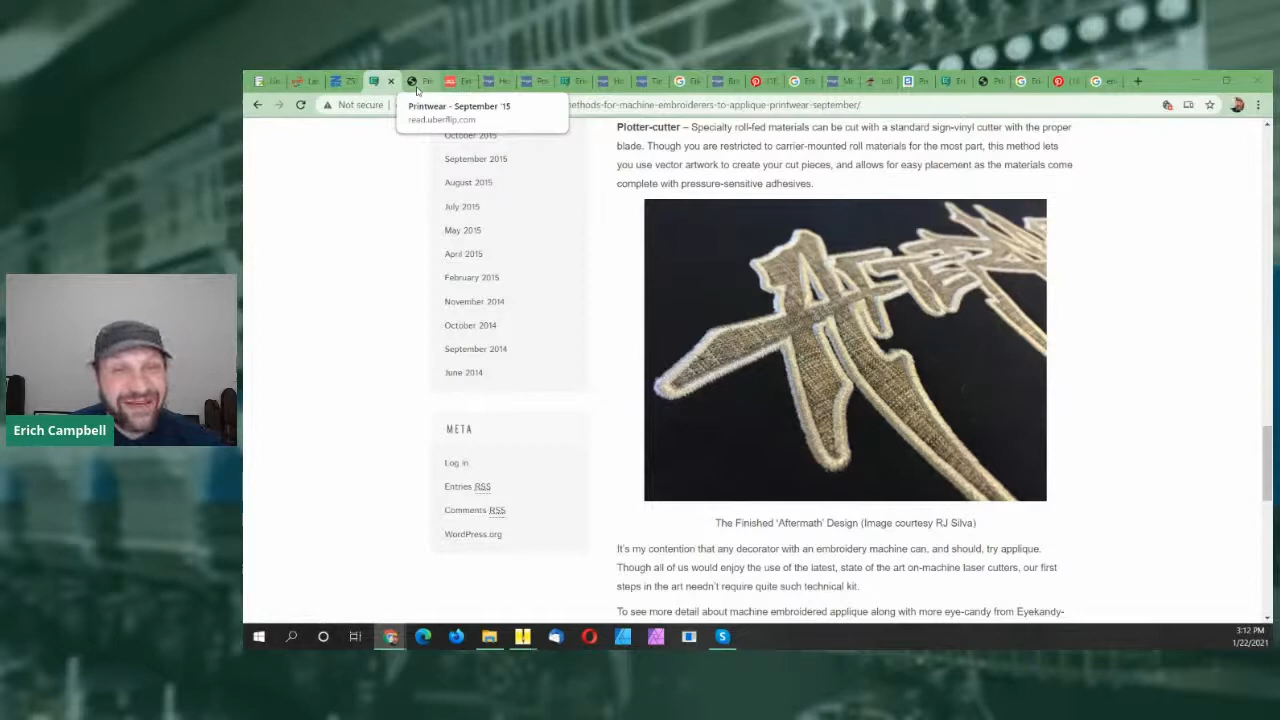 Not secure
methods-for-machine-embroiderers-to-applique-printwear-september/
Printwear - September '15
read.uberflip.com
October 2015
September 2015
August 2015
July 2015
May 2015
April 2015
February 2015
November 2014
October 2014
September 2014
June 2014
META
Log in
Entries RSS
Comments RSS
WordPress.org
Plotter-cutter – Specialty roll-fed materials can be cut with a standard sign-vinyl cutter with the proper
blade. Though you are restricted to carrier-mounted roll materials for the most part, this method lets
you use vector artwork to create your cut pieces, and allows for easy placement as the materials come
complete with pressure-sensitive adhesives.
The Finished ‘Aftermath’ Design (Image courtesy RJ Silva)
It's my contention that any decorator with an embroidery machine can, and should, try applique.
Though all of us would enjoy the use of the latest, state of the art on-machine laser cutters, our first
steps in the art needn't require quite such technical kit.
To see more detail about machine embroidered applique along with more eye-candy from Eyekandy-
Erich Campbell
3:12 PM
1/22/2021